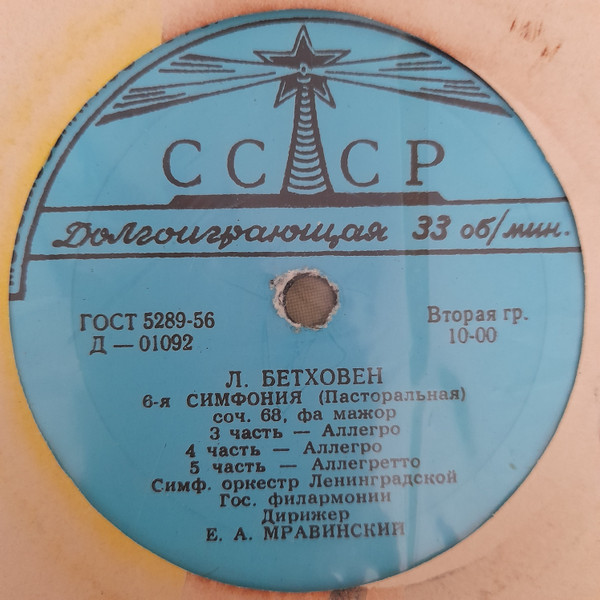 СССР
Долгоиграющая 33 об/мин.
ГОСТ 5289-56
Вторая гр.
Д — 01092
10-00
Л. БЕТХОВЕН
6-я СИМФОНИЯ (Пасторальная)
соч. 68, фа мажор
3 часть — Аллегро
4 часть — Аллегро
5 часть — Аллегретто
Симф. оркестр Ленинградской
Гос. филармонии
Дирижер
Е. А. МРАВИНСКИЙ